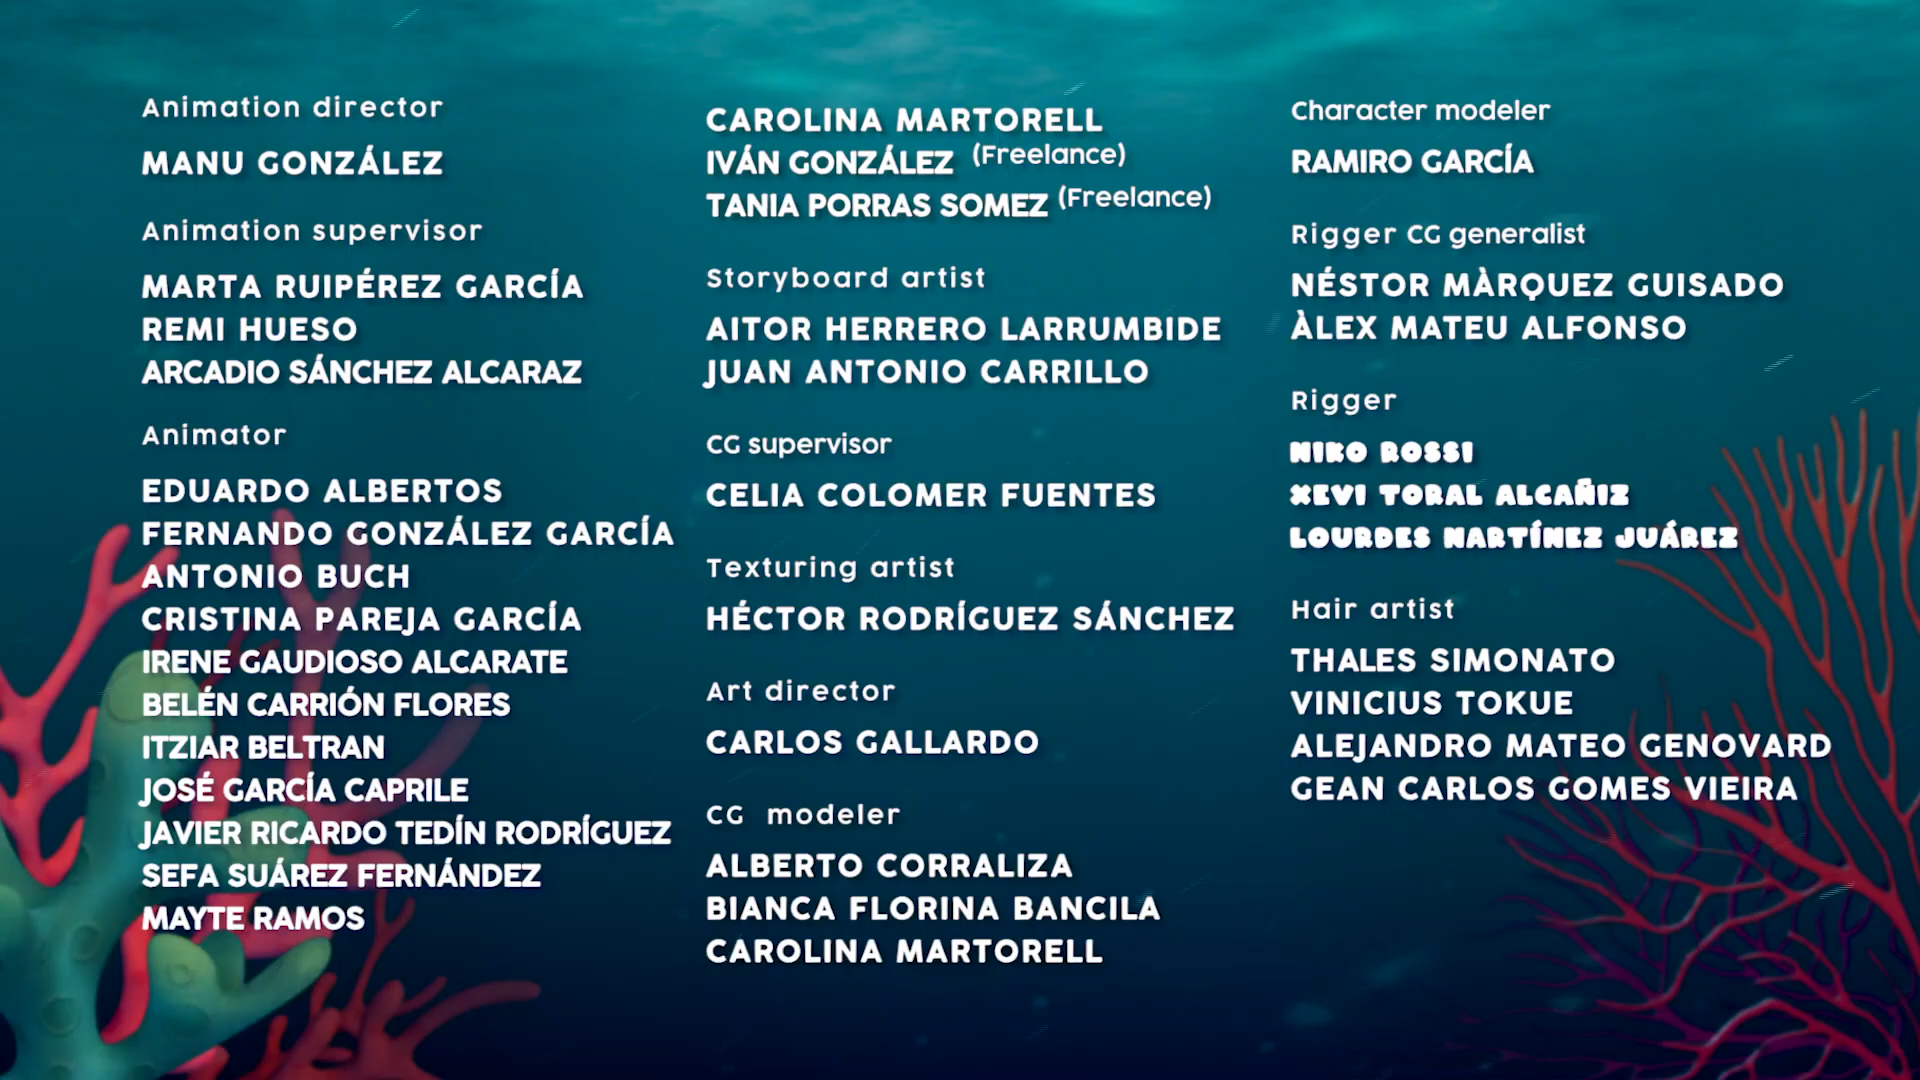 Animation director
MANU GONZÁLEZ
Animation supervisor
MARTA RUIPÉREZ GARCÍA
REMI HUESO
ARCADIO SÁNCHEZ ALCARAZ
Animator
EDUARDO ALBERTOS
FERNANDO GONZÁLEZ GARCÍA
ANTONIO BUCH
CRISTINA PAREJA GARCÍA
IRENE GAUDIOSO ALCARATE
BELÉN CARRIÓN FLORES
ITZIAR BELTRAN
JOSÉ GARCÍA CAPRILE
JAVIER RICARDO TEDÍN RODRÍGUEZ
SEFA SUÁREZ FERNÁNDEZ
MAYTE RAMOS
CAROLINA MARTORELL
IVÁN GONZÁLEZ (Freelance)
TANIA PORRAS SOMEZ (Freelance)
Storyboard artist
AITOR HERRERO LARRUMBIDE
JUAN ANTONIO CARRILLO
CG supervisor
CELIA COLOMER FUENTES
Texturing artist
HÉCTOR RODRÍGUEZ SÁNCHEZ
Art director
CARLOS GALLARDO
CG modeler
ALBERTO CORRALIZA
BIANCA FLORINA BANCILA
CAROLINA MARTORELL
Character modeler
RAMIRO GARCÍA
Rigger CG generalist
NÉSTOR MÀRQUEZ GUISADO
ÀLEX MATEU ALFONSO
Rigger
NIKO ROSSI
XEVI TORAL ALCAÑIZ
LOURDES MARTÍNEZ JUÁREZ
Hair artist
THALES SIMONATO
VINICIUS TOKUE
ALEJANDRO MATEO GENOVARD
GEAN CARLOS GOMES VIEIRA